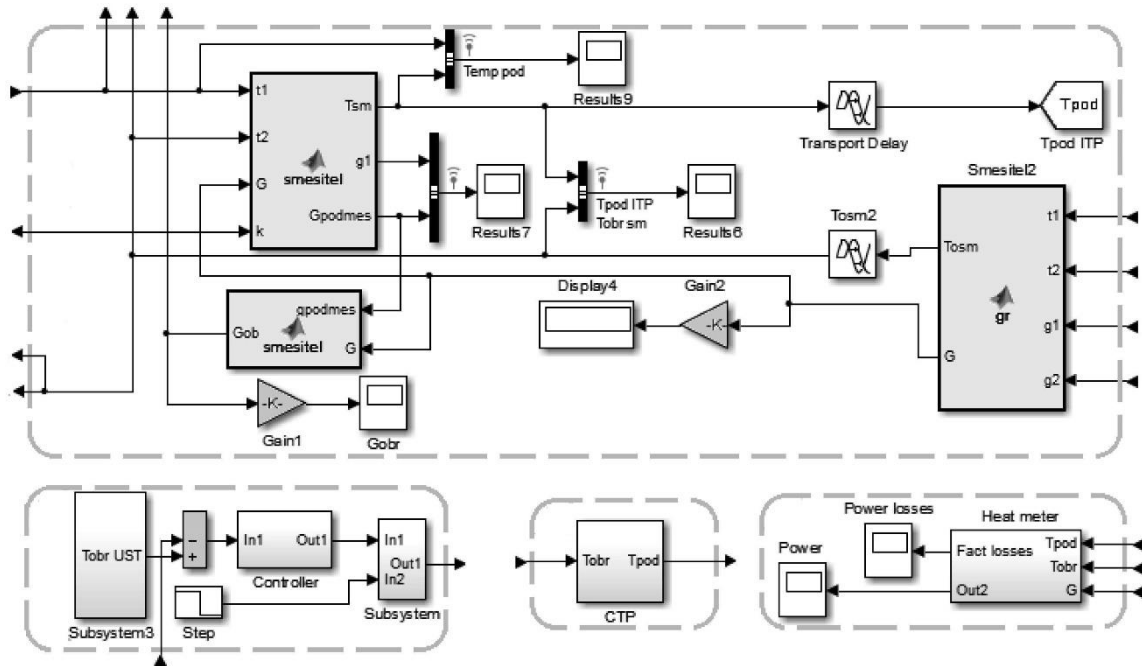 Temp pod
Results9
t1
Tsm
t2
g1
smesitel
G
Gpodmes
k
Results7
Tpod ITP
Tobr sm
Results6
Transport Delay
Tpod
Tpod ITP
Smesitel2
Tosm2
t1
Tosm
t2
gr
g1
G
g2
gpodmes
Gob
smesitel
G
Display4
Gain2
-K-
-K-
Gain1
Gobr
Tobr UST
Subsystem3
−
+
In1
Out1
Controller
Step
In1
Out1
In2
Subsystem
Tobr
Tpod
CTP
Power losses
Power
Heat meter
Fact losses
Tpod
Tobr
Out2
G